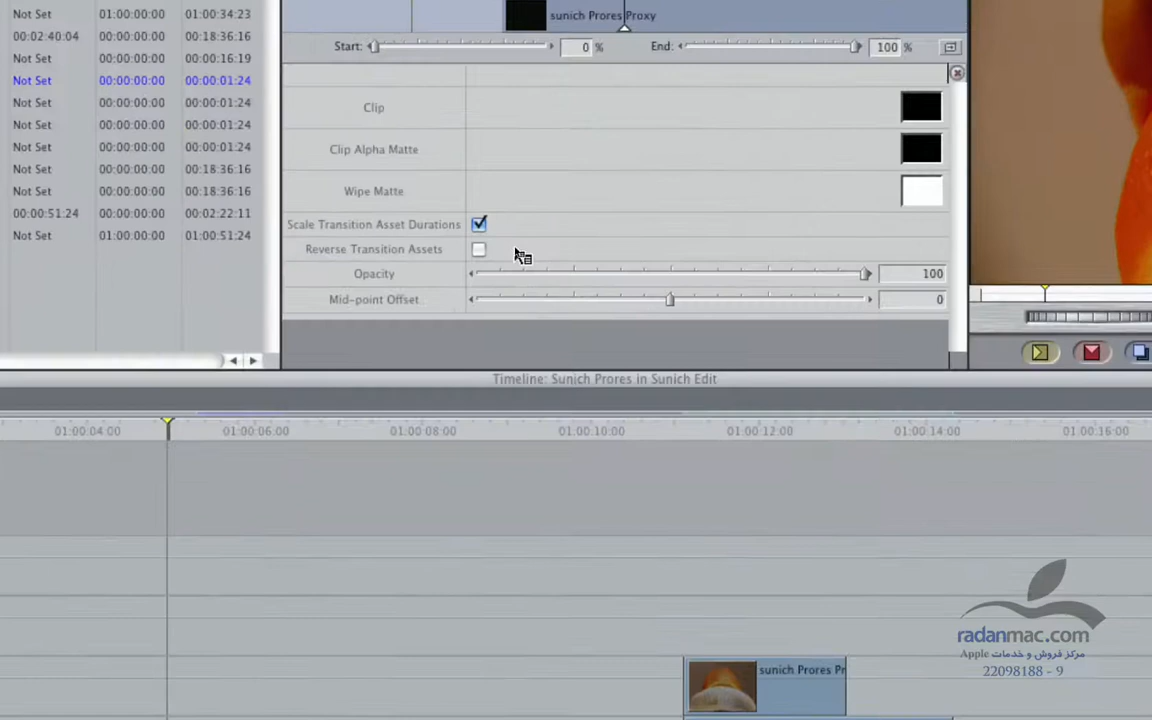 Not Set 01:00:00:00 01:00:34:23
00:02:40:04 00:00:00:00 00:18:36:16
Not Set 00:00:00:00 00:00:16:19
Not Set 00:00:00:00 00:00:01:24
Not Set 00:00:00:00 00:00:01:24
Not Set 00:00:00:00 00:00:01:24
Not Set 00:00:00:00 00:00:01:24
Not Set 00:00:00:00 00:18:36:16
Not Set 00:00:00:00 00:18:36:16
00:00:51:24 00:00:00:00 00:02:22:11
Not Set 01:00:00:00 01:00:51:24
sunich Prores Proxy
Start: 0 % End: 100 %
Clip
Clip Alpha Matte
Wipe Matte
Scale Transition Asset Durations
Reverse Transition Assets
Opacity 100
Mid-point Offset 0
Timeline: Sunich Prores in Sunich Edit
01:00:04:00 01:00:06:00 01:00:08:00 01:00:10:00 01:00:12:00 01:00:14:00 01:00:16:00
sunich Prores Pr
radanmac.com
مرکز فروش و خدمات Apple
22098188 - 9